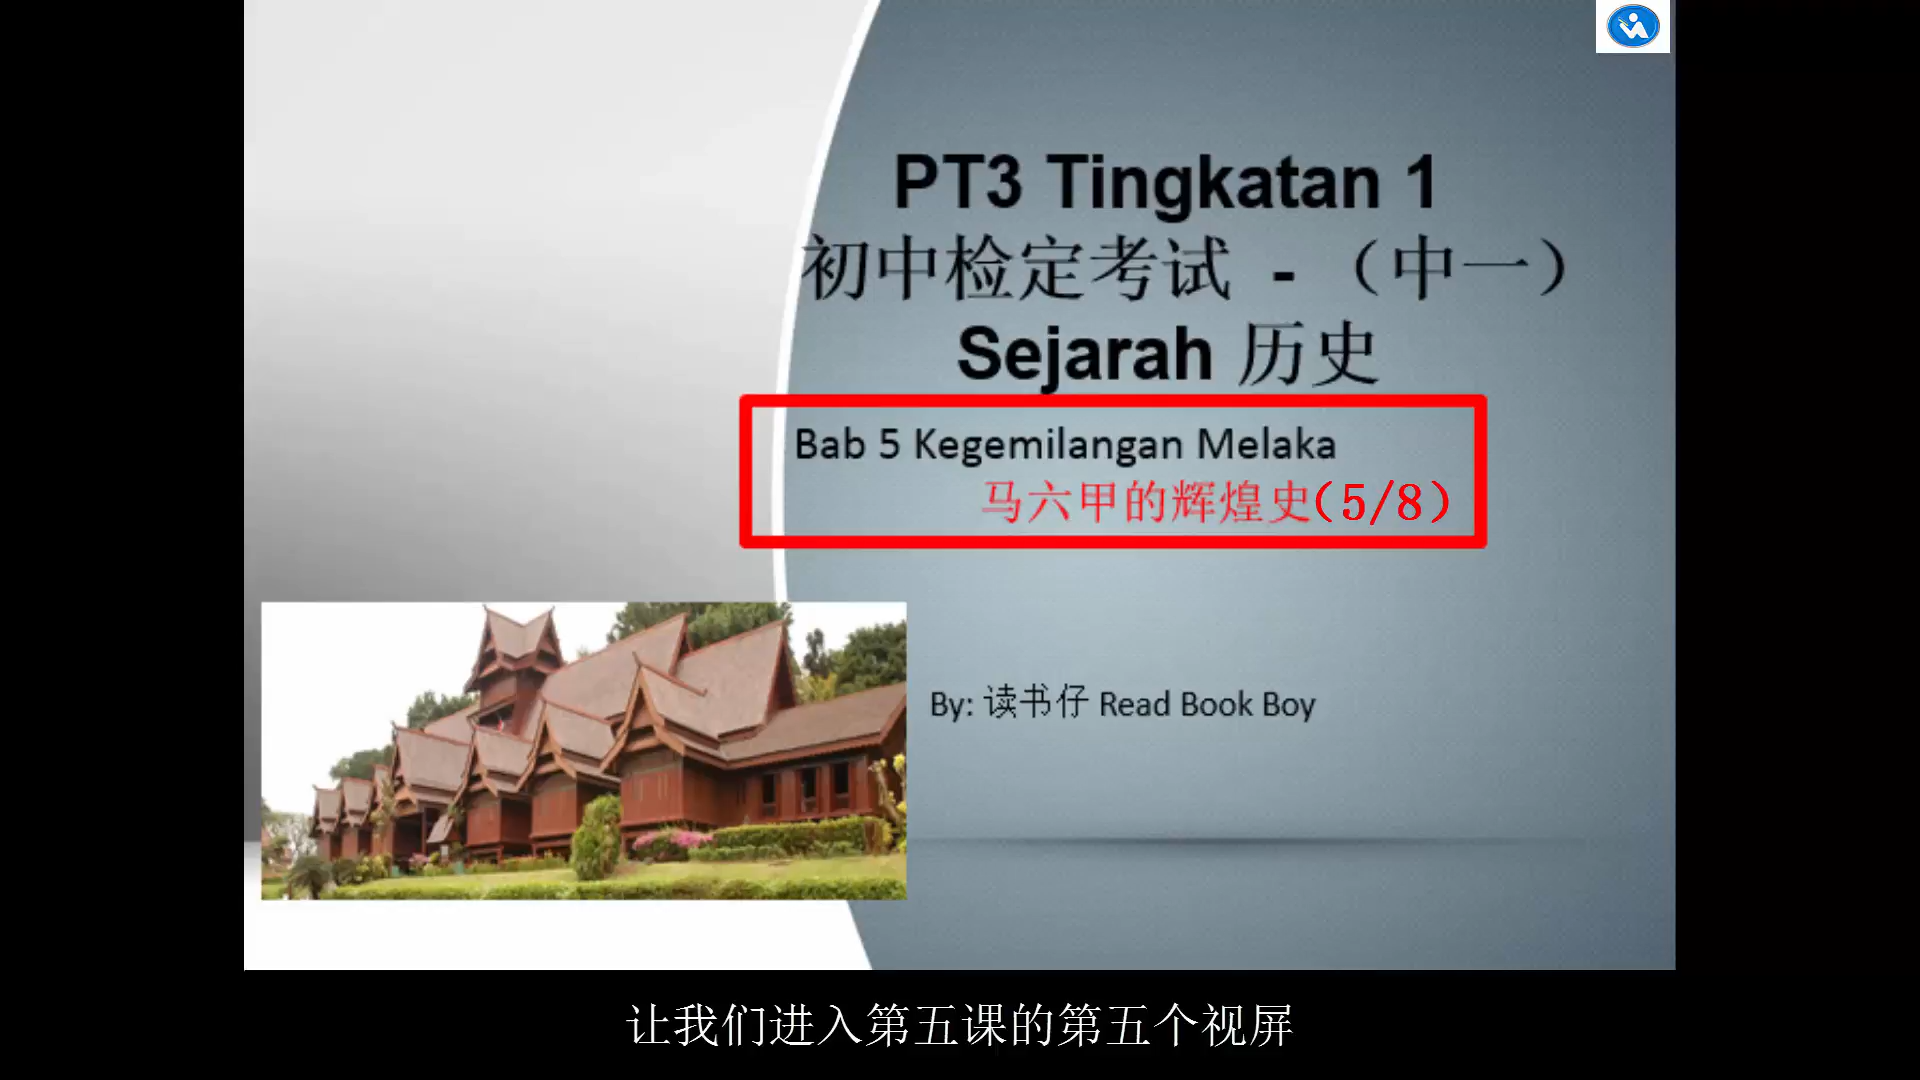 PT3 Tingkatan 1
初中检定考试 - （中一）
Sejarah 历史
Bab 5 Kegemilangan Melaka
马六甲的辉煌史（5/8）
By: 读书仔 Read Book Boy
让我们进入第五课的第五个视屏